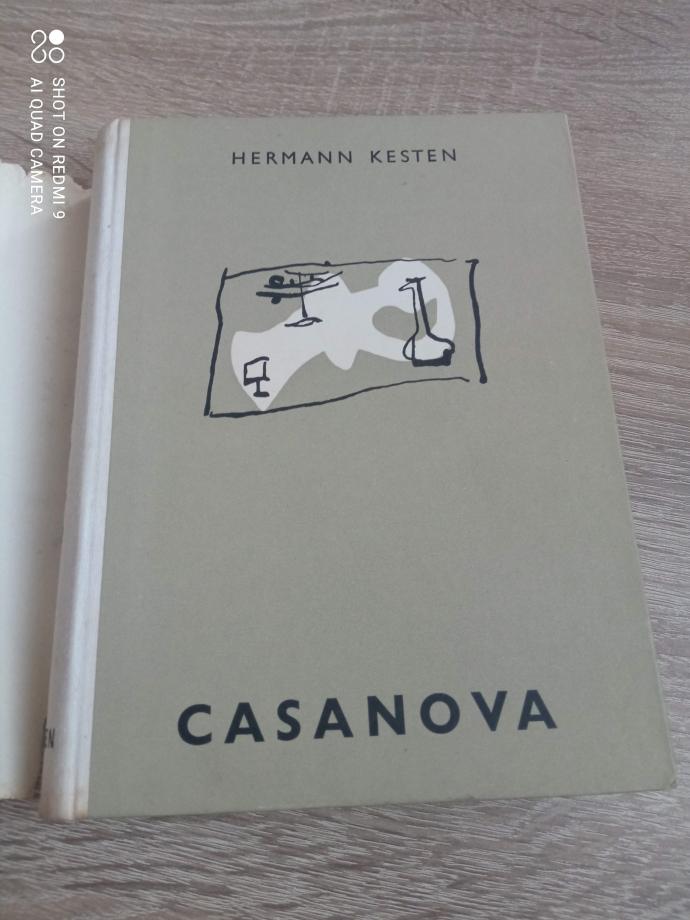 HERMANN KESTEN
CASANOVA
SHOT ON REDMI 9
AI QUAD CAMERA